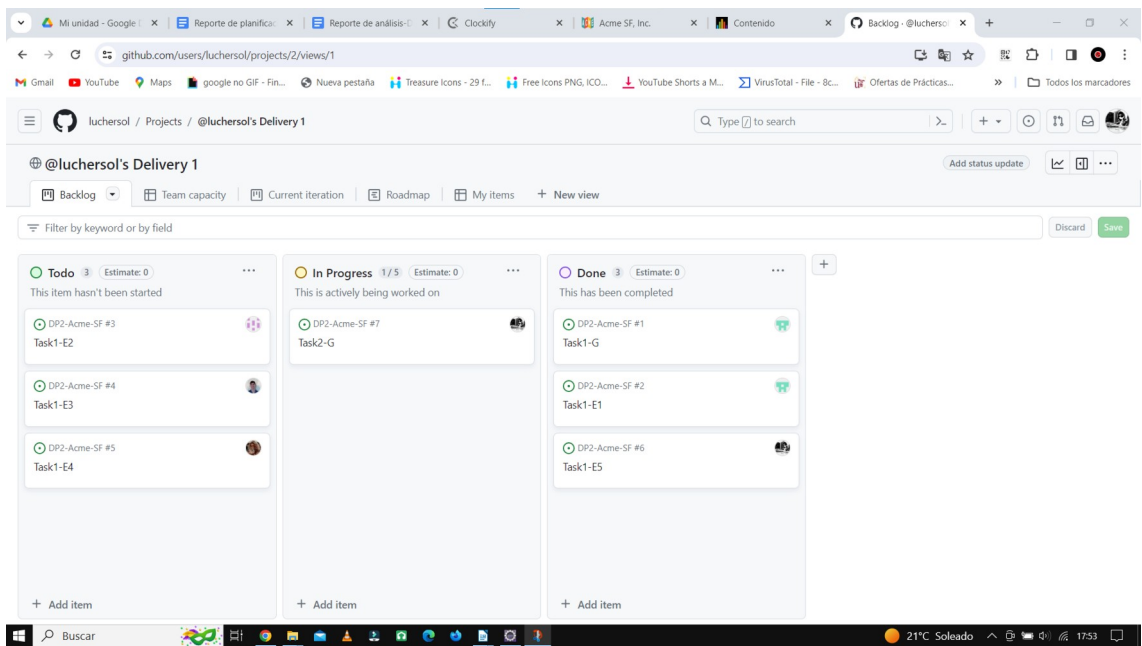 Mi unidad - Google
Reporte de planificac
Reporte de análisis-D
Clockify
Acme SF, Inc.
Contenido
Backlog · @luchersol
github.com/users/luchersol/projects/2/views/1
Gmail
YouTube
Maps
google no GIF - Fin...
Nueva pestaña
Treasure Icons - 29 f...
Free Icons PNG, ICO...
YouTube Shorts a M...
VirusTotal - File - 8c...
Ofertas de Prácticas...
»
Todos los marcadores
luchersol / Projects / @luchersol's Delivery 1
Type / to search
@luchersol's Delivery 1
Add status update
Backlog
Team capacity
Current iteration
Roadmap
My items
+ New view
Filter by keyword or by field
Discard
Save
Todo 3 Estimate: 0
This item hasn't been started
DP2-Acme-SF #3
Task1-E2
DP2-Acme-SF #4
Task1-E3
DP2-Acme-SF #5
Task1-E4
+ Add item
In Progress 1 / 5 Estimate: 0
This is actively being worked on
DP2-Acme-SF #7
Task2-G
+ Add item
Done 3 Estimate: 0
This has been completed
DP2-Acme-SF #1
Task1-G
DP2-Acme-SF #2
Task1-E1
DP2-Acme-SF #6
Task1-E5
+ Add item
Buscar
21°C Soleado
17:53